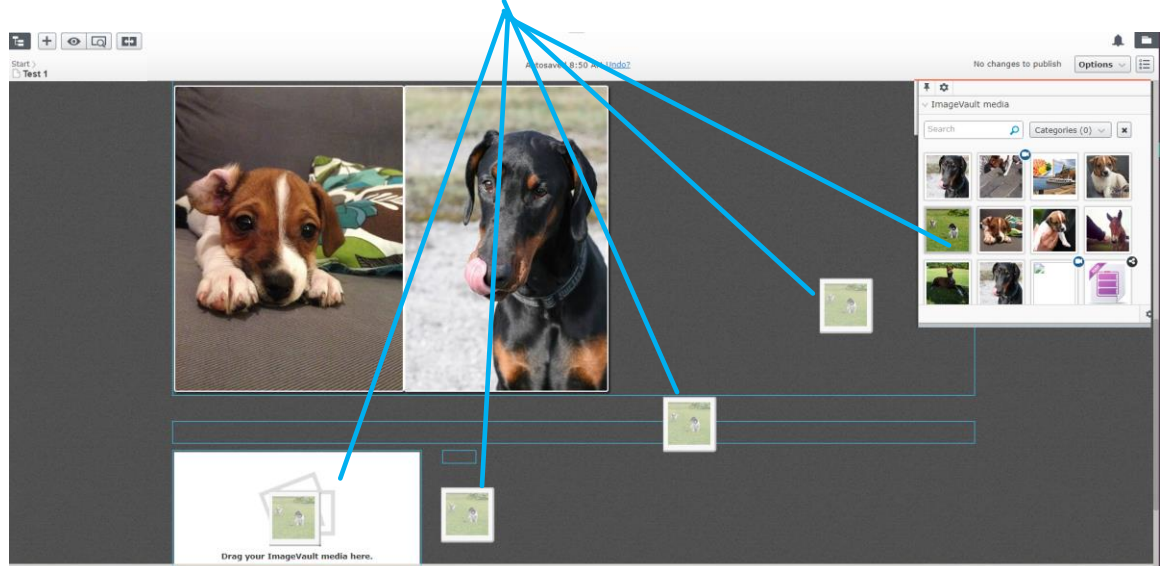 Start 〉
Test 1
Autosaved 8:50 AM Undo?
No changes to publish
Options
ImageVault media
Search
Categories (0)
Drag your ImageVault media here.